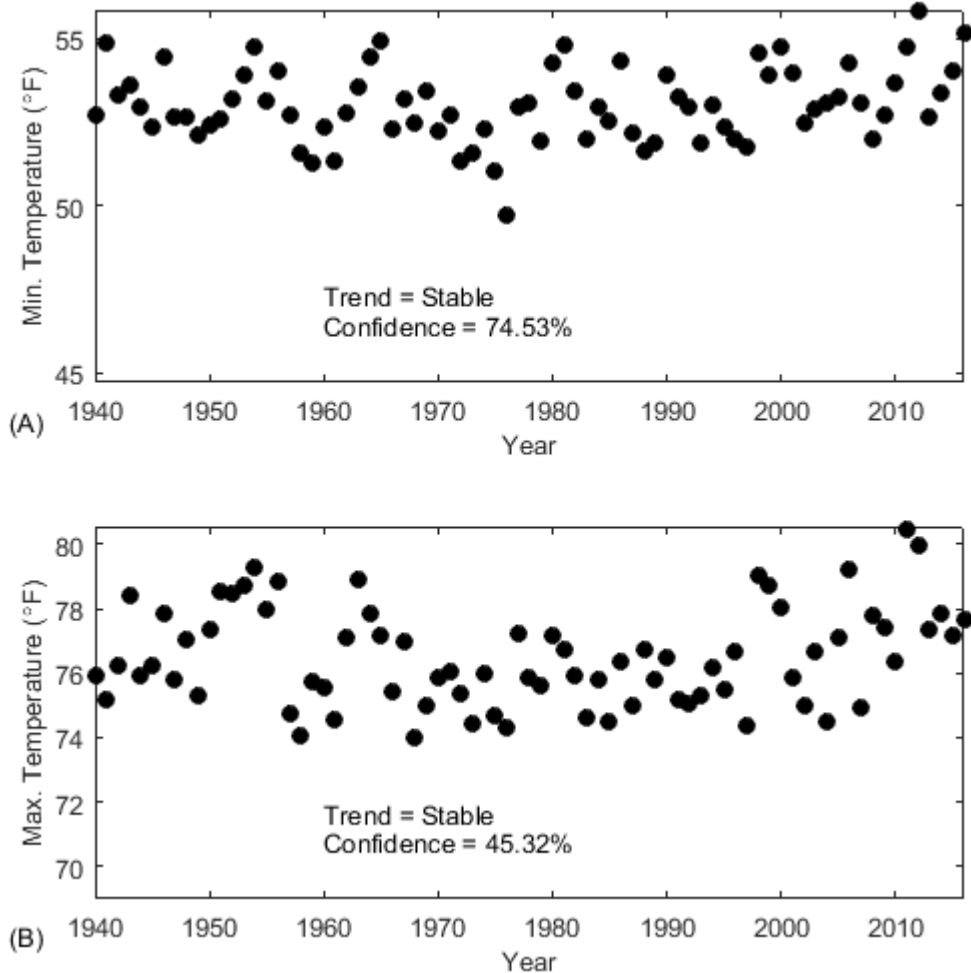 55
50
45
Min. Temperature (°F)
Trend = Stable
Confidence = 74.53%
1940 1950 1960 1970 1980 1990 2000 2010
(A)
Year
80
78
76
74
72
70
Max. Temperature (°F)
Trend = Stable
Confidence = 45.32%
1940 1950 1960 1970 1980 1990 2000 2010
(B)
Year